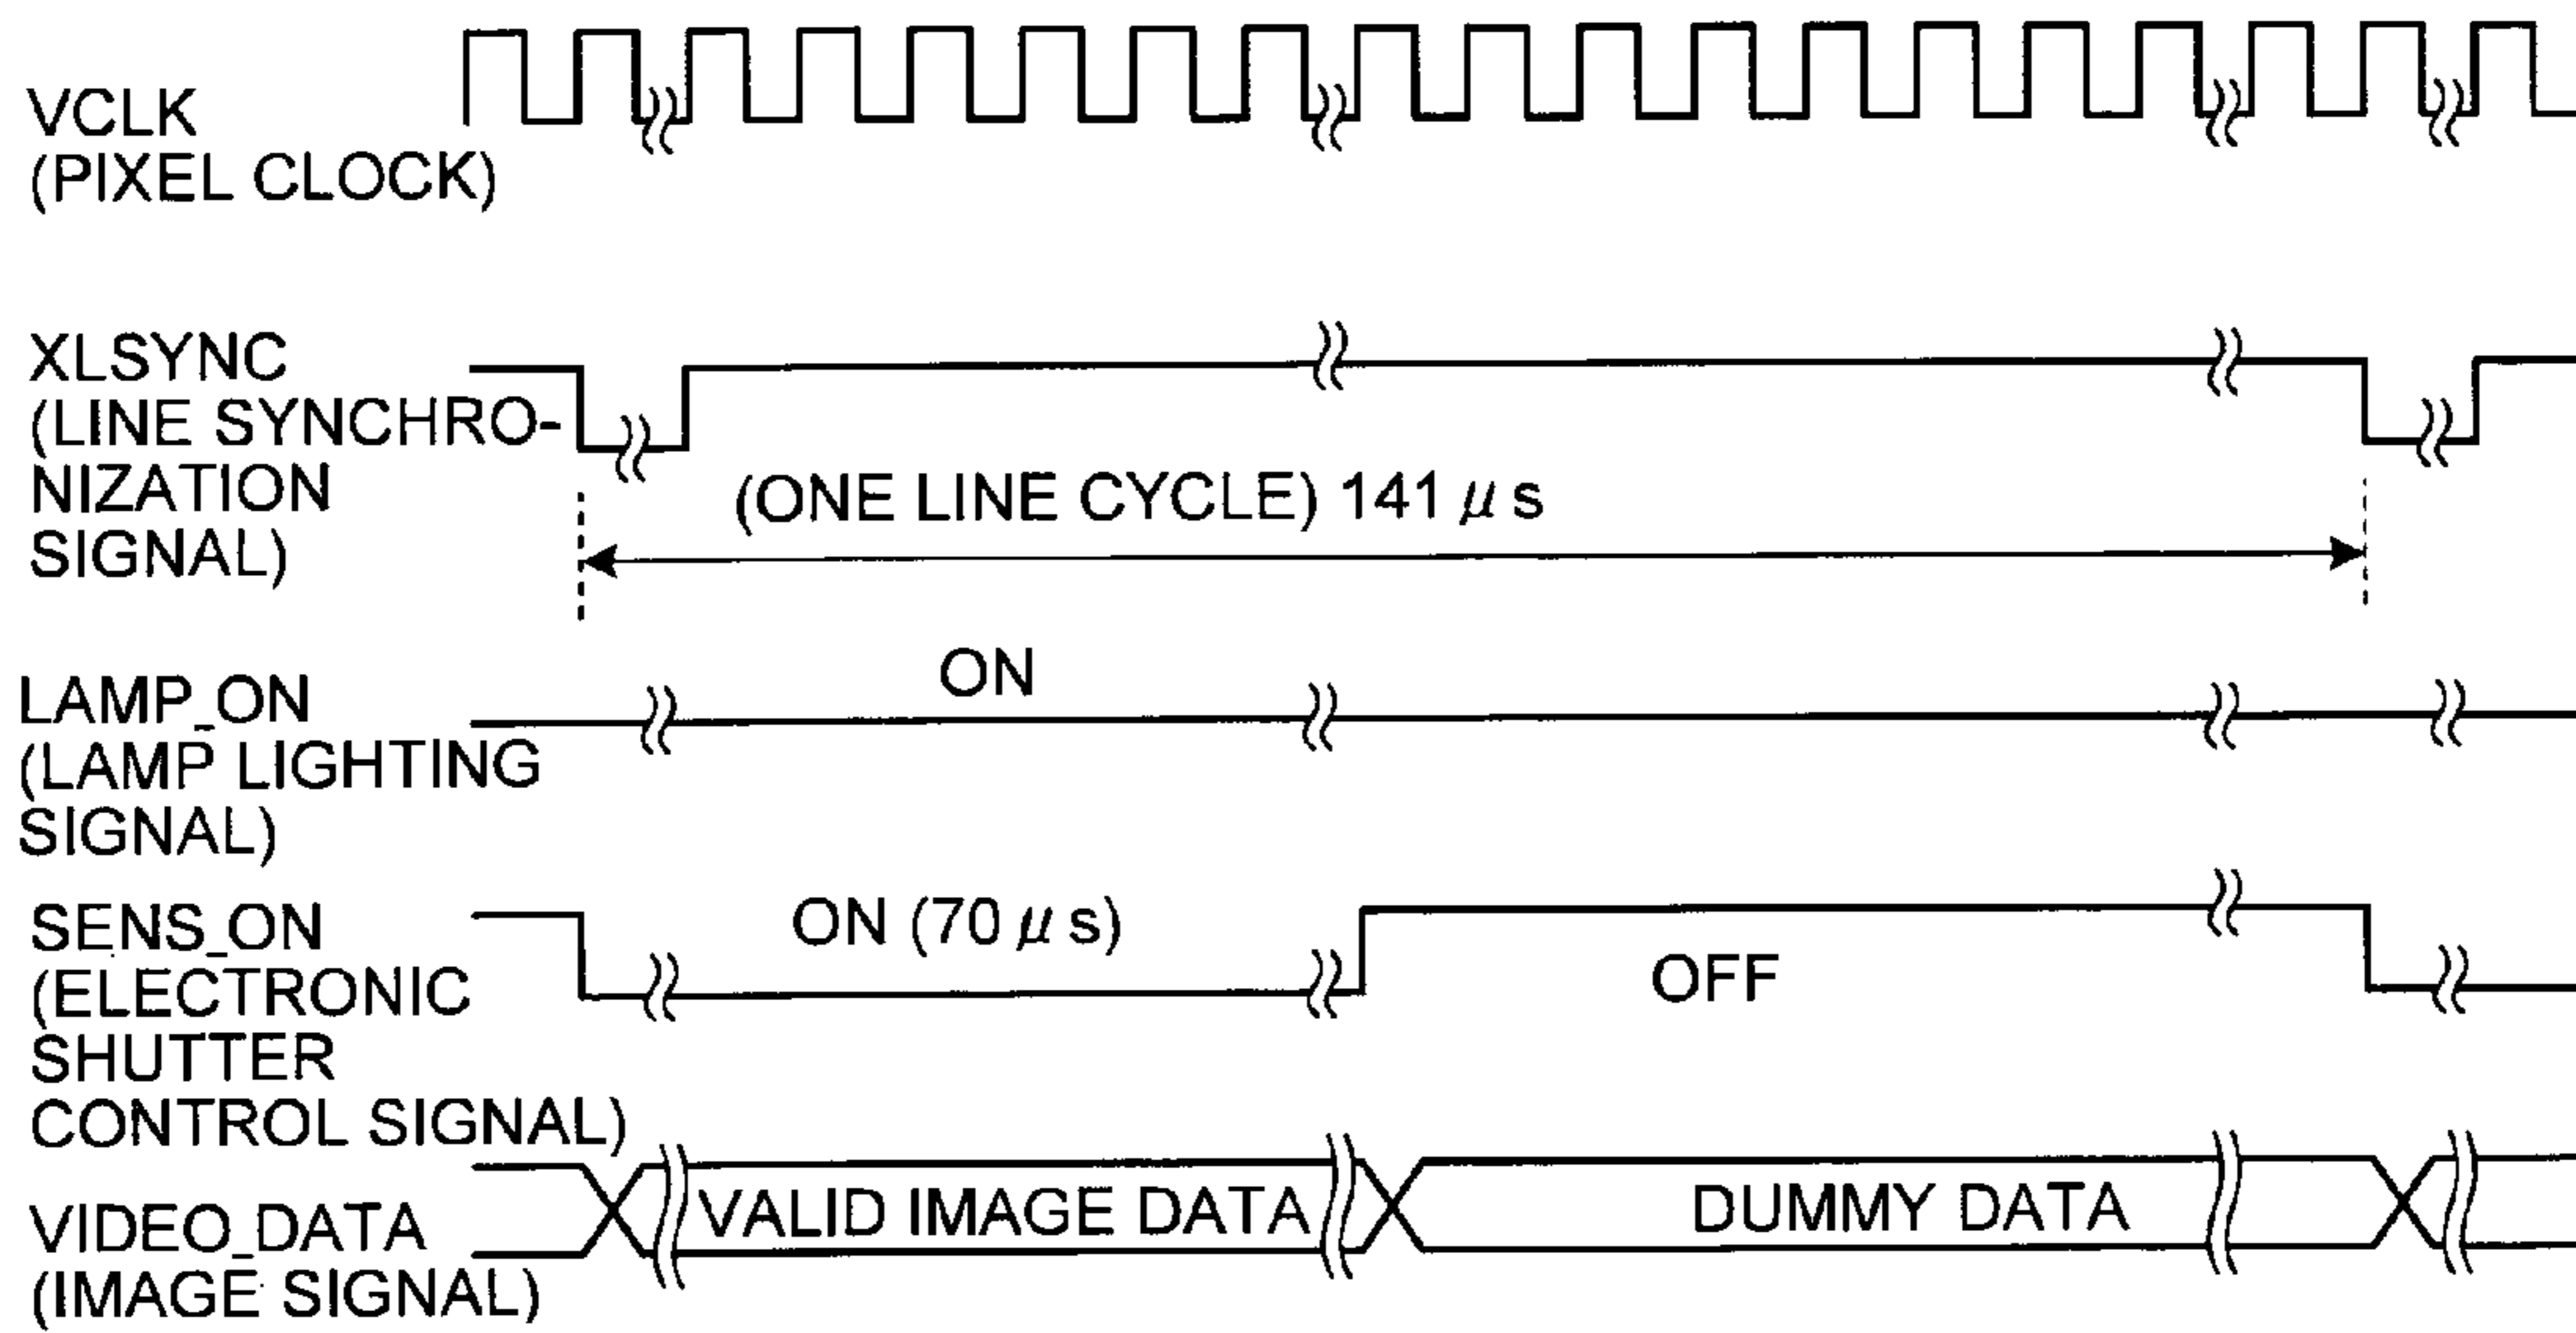 VCLK
(PIXEL CLOCK)
XLSYNC
(LINE SYNCHRO-
NIZATION
SIGNAL)
(ONE LINE CYCLE) 141 μs
LAMP_ON
(LAMP LIGHTING
SIGNAL)
ON
SENS_ON
(ELECTRONIC
SHUTTER
CONTROL SIGNAL)
ON (70 μs)
OFF
VIDEO_DATA
(IMAGE SIGNAL)
VALID IMAGE DATA
DUMMY DATA